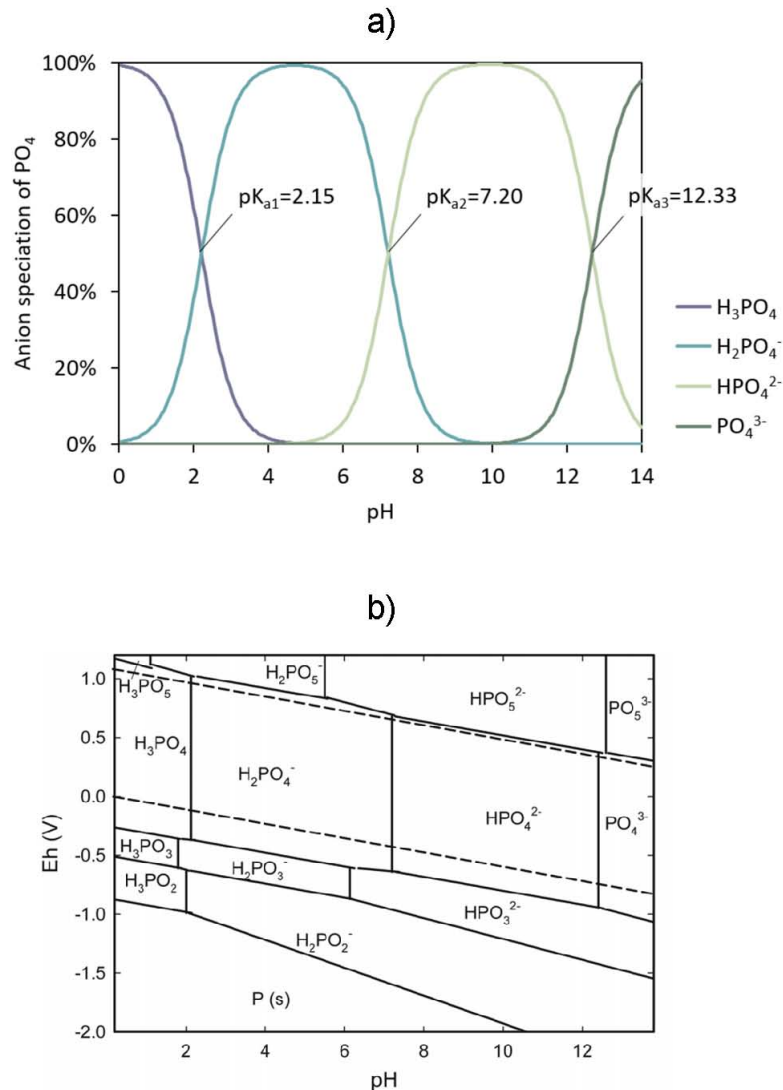 a)
Anion speciation of PO₄
100%
80%
60%
40%
20%
0%
pKₐ₁=2.15
pKₐ₂=7.20
pKₐ₃=12.33
H₃PO₄
H₂PO₄⁻
HPO₄²⁻
PO₄³⁻
0 2 4 6 8 10 12 14
pH
b)
Eh (V)
1.0
0.5
0.0
-0.5
-1.0
-1.5
-2.0
H₃PO₅
H₂PO₅⁻
HPO₅²⁻
PO₅³⁻
H₃PO₄
H₂PO₄⁻
HPO₄²⁻
PO₄³⁻
H₃PO₃
H₂PO₃⁻
HPO₃²⁻
H₃PO₂
H₂PO₂⁻
P (s)
2 4 6 8 10 12
pH